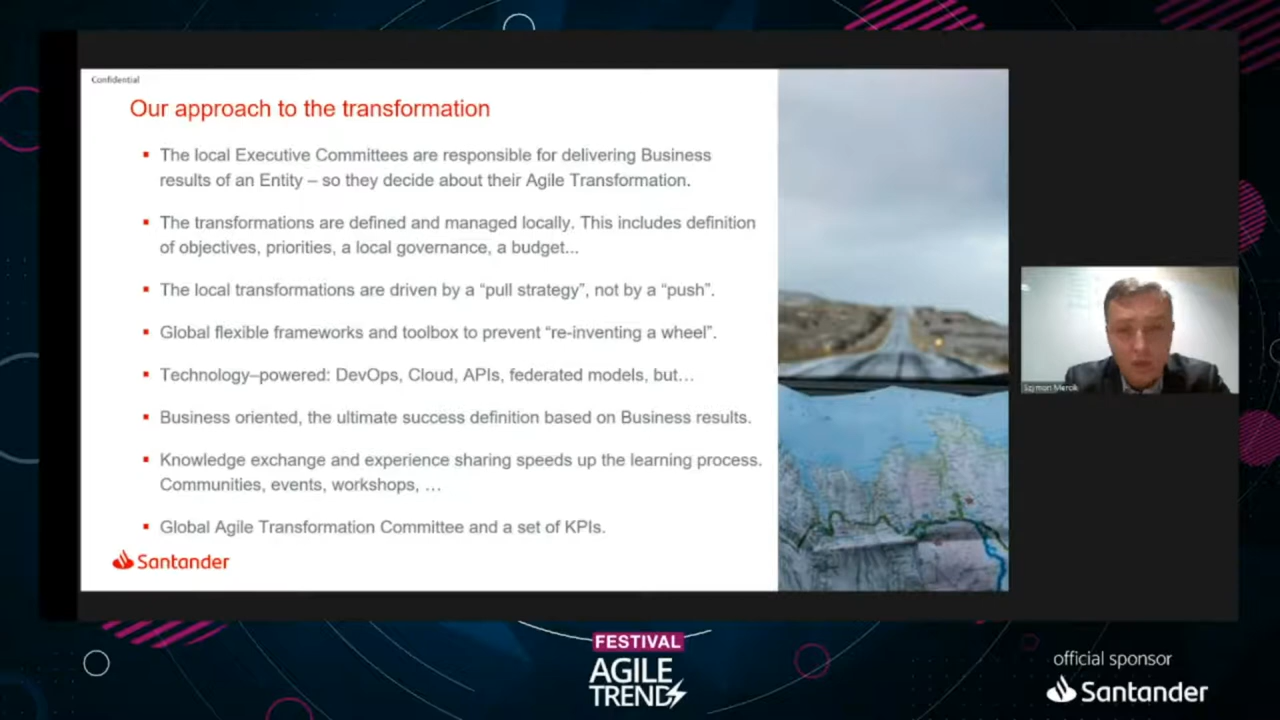 Confidential
Our approach to the transformation
▪ The local Executive Committees are responsible for delivering Business
results of an Entity – so they decide about their Agile Transformation.
▪ The transformations are defined and managed locally. This includes definition
of objectives, priorities, a local governance, a budget...
▪ The local transformations are driven by a “pull strategy”, not by a “push”.
▪ Global flexible frameworks and toolbox to prevent “re-inventing a wheel”.
▪ Technology–powered: DevOps, Cloud, APIs, federated models, but…
▪ Business oriented, the ultimate success definition based on Business results.
▪ Knowledge exchange and experience sharing speeds up the learning process.
Communities, events, workshops, …
▪ Global Agile Transformation Committee and a set of KPIs.
Santander
Szymon Merok
FESTIVAL
AGILE
TRENDS
official sponsor
Santander